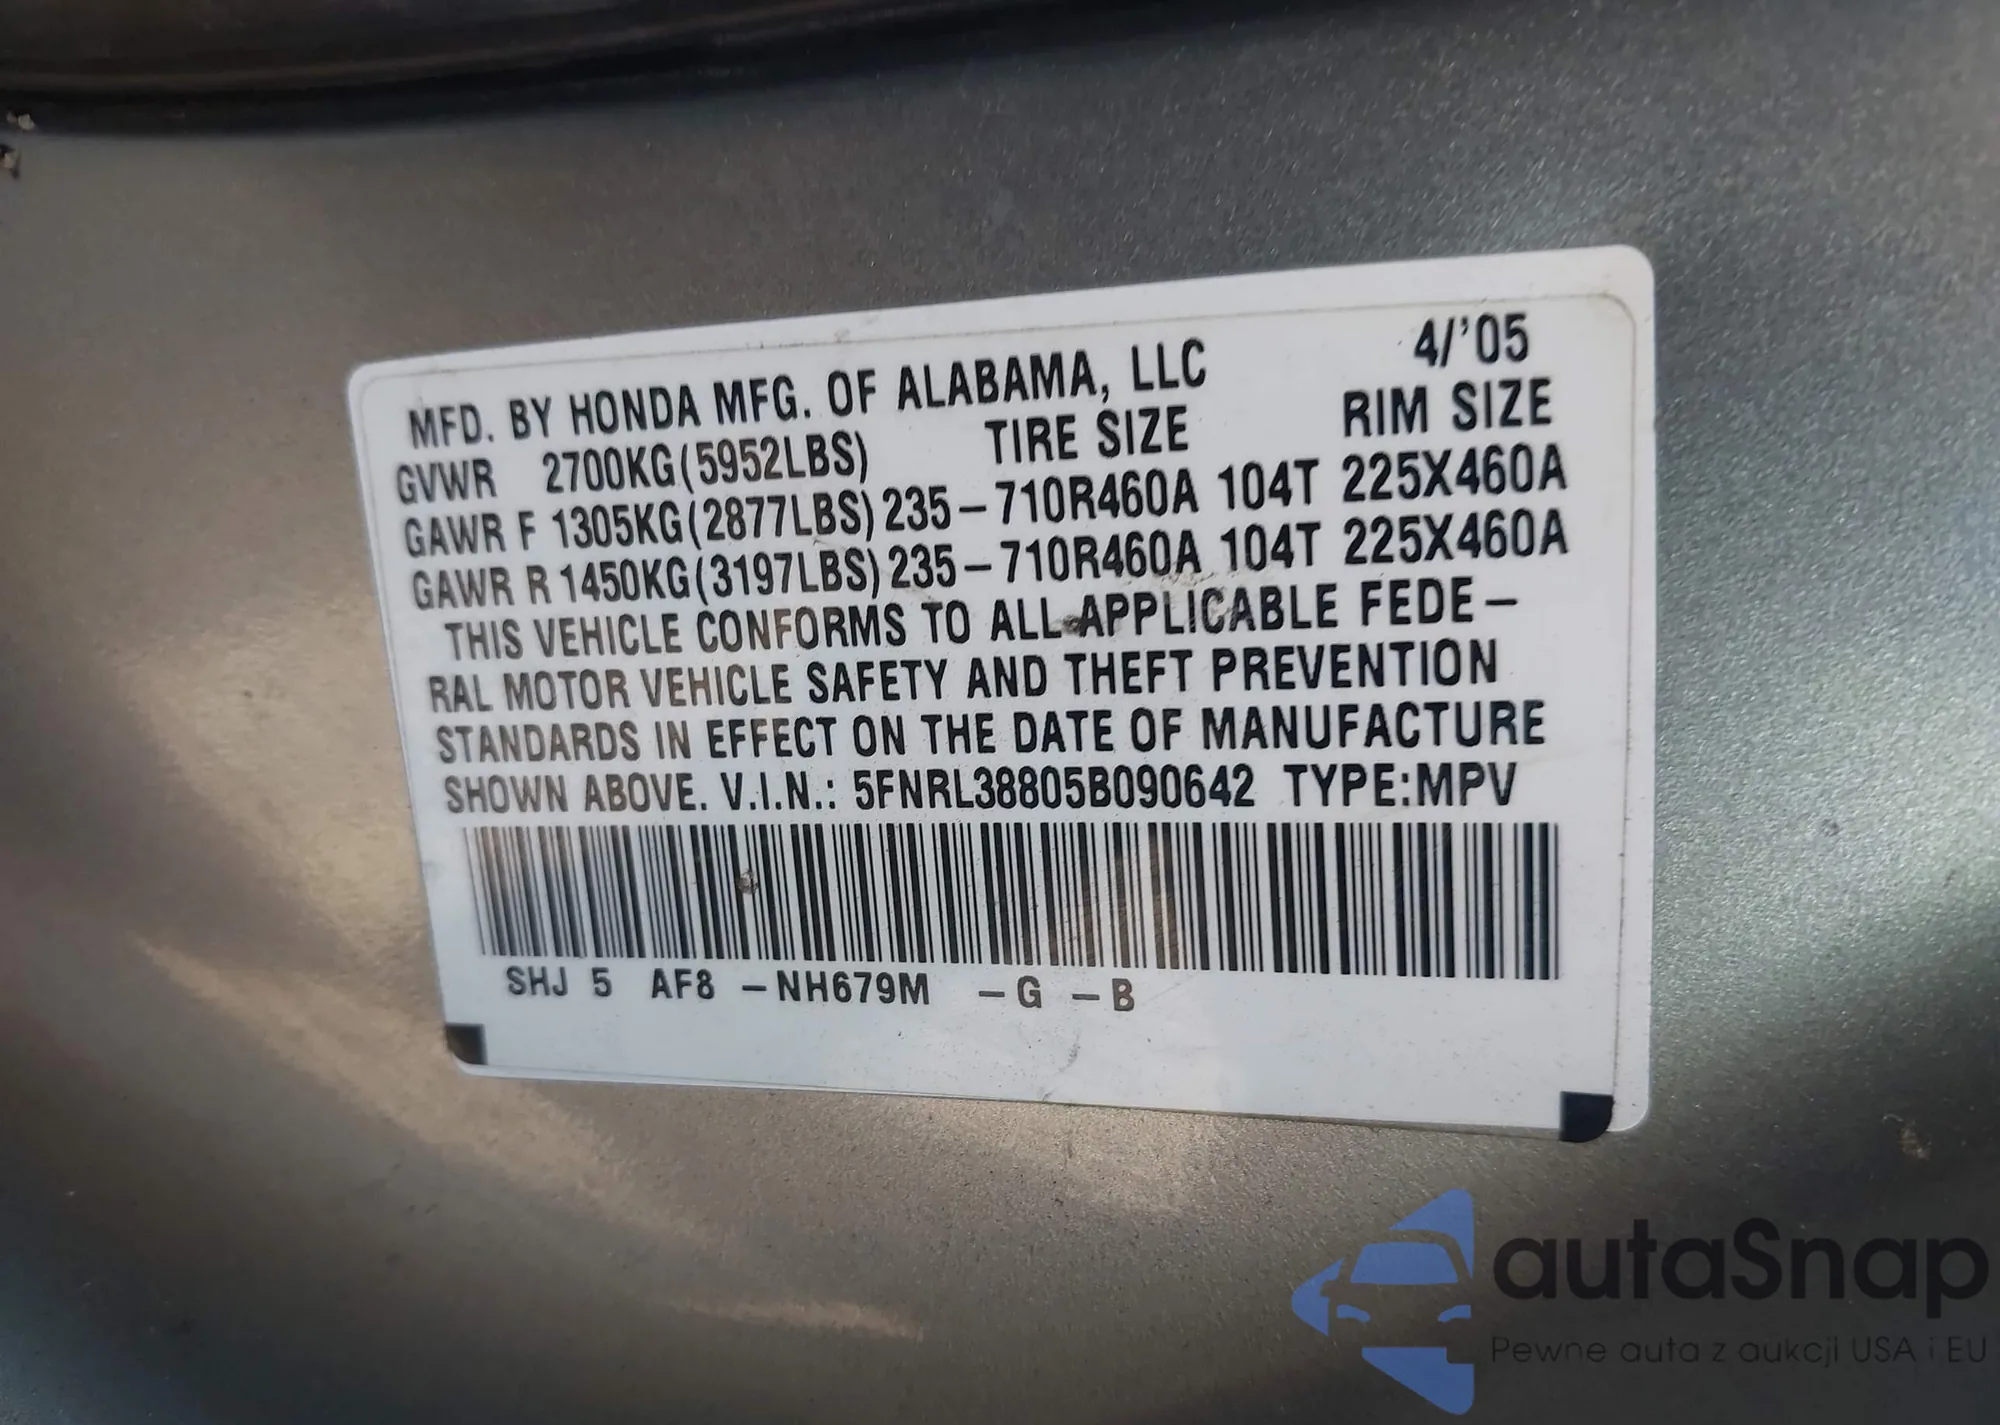 MFD. BY HONDA MFG. OF ALABAMA, LLC 4/'05
GVWR 2700KG(5952LBS) TIRE SIZE RIM SIZE
GAWR F 1305KG(2877LBS) 235-710R460A 104T 225X460A
GAWR R 1450KG(3197LBS) 235-710R460A 104T 225X460A
THIS VEHICLE CONFORMS TO ALL APPLICABLE FEDE-
RAL MOTOR VEHICLE SAFETY AND THEFT PREVENTION
STANDARDS IN EFFECT ON THE DATE OF MANUFACTURE
SHOWN ABOVE. V.I.N.: 5FNRL38805B090642 TYPE:MPV
SHJ 5 AF8 -NH679M -G -B
autaSnap
Pewne auta z aukcji USA i EU